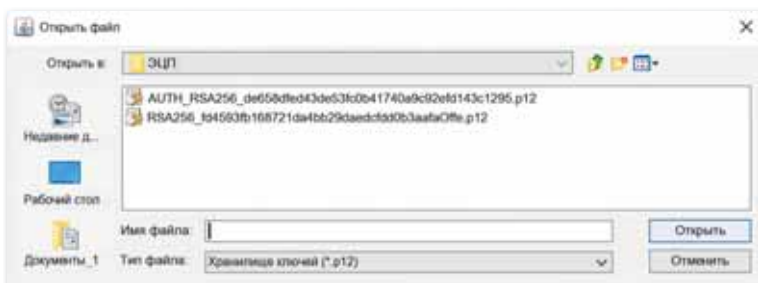 Открыть файл
Открыть в: ЭЦП
AUTH_RSA256_de658dfed43de53fc0b41740a9c92efd143c1295.p12
RSA256_fd4593fb168721da4bb29daedcfdd0b3aafa0ffe.p12
Недавние д...
Рабочий стол
Документы_1
Имя файла:
Открыть
Тип файла: Хранилище ключей (*.p12)
Отменить